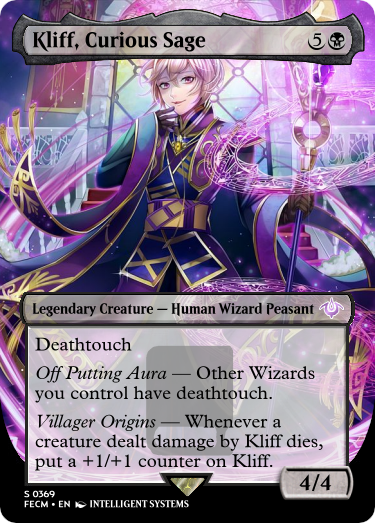 Kliff, Curious Sage 5
Legendary Creature — Human Wizard Peasant
Deathtouch
Off Putting Aura — Other Wizards
you control have deathtouch.
Villager Origins — Whenever a
creature dealt damage by Kliff dies,
put a +1/+1 counter on Kliff.
4/4
S 0369
FECM • EN INTELLIGENT SYSTEMS